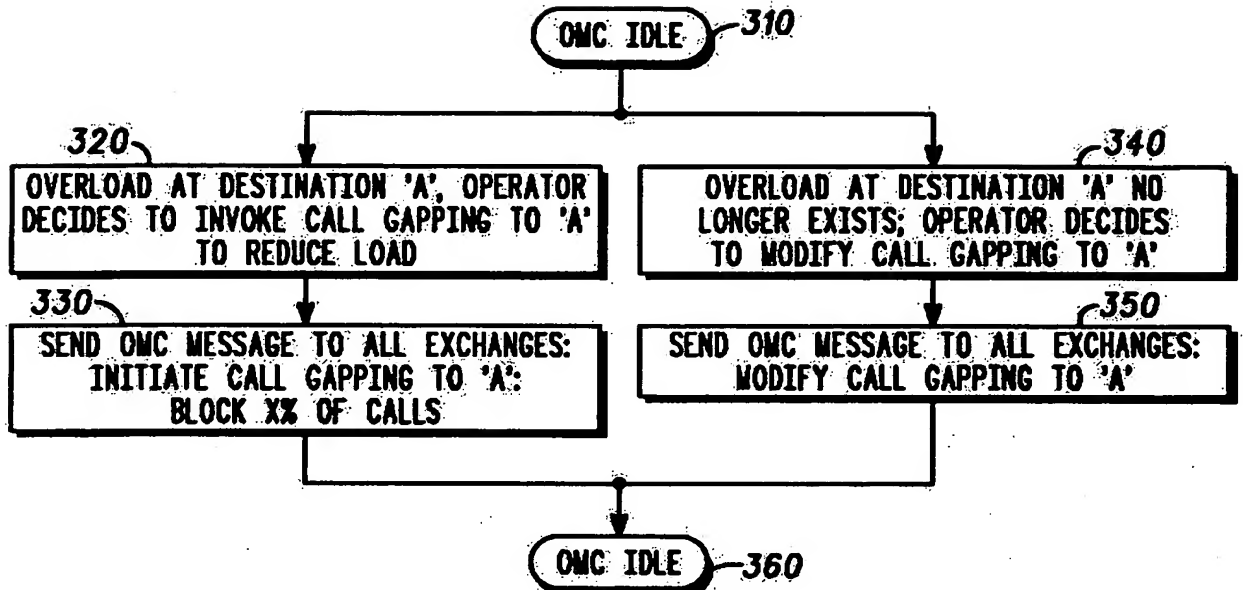 OMC IDLE
310
320
OVERLOAD AT DESTINATION 'A', OPERATOR
DECIDES TO INVOKE CALL GAPPING TO 'A'
TO REDUCE LOAD
340
OVERLOAD AT DESTINATION 'A' NO
LONGER EXISTS; OPERATOR DECIDES
TO MODIFY CALL GAPPING TO 'A'
330
SEND OMC MESSAGE TO ALL EXCHANGES:
INITIATE CALL GAPPING TO 'A':
BLOCK X% OF CALLS
350
SEND OMC MESSAGE TO ALL EXCHANGES:
MODIFY CALL GAPPING TO 'A'
OMC IDLE
360